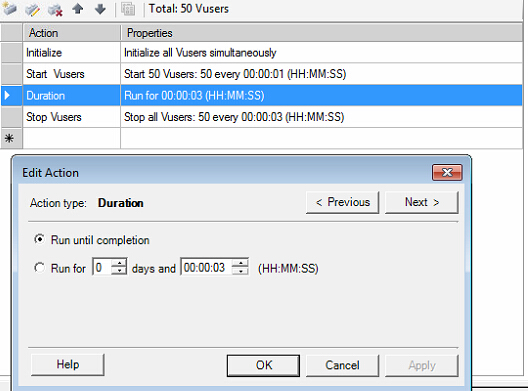 Total: 50 Vusers
Action Properties
Initialize Initialize all Vusers simultaneously
Start Vusers Start 50 Vusers: 50 every 00:00:01 (HH:MM:SS)
Duration Run for 00:00:03 (HH:MM:SS)
Stop Vusers Stop all Vusers: 50 every 00:00:03 (HH:MM:SS)
Edit Action
Action type: Duration < Previous Next >
Run until completion
Run for 0 days and 00:00:03 (HH:MM:SS)
Help OK Cancel Apply